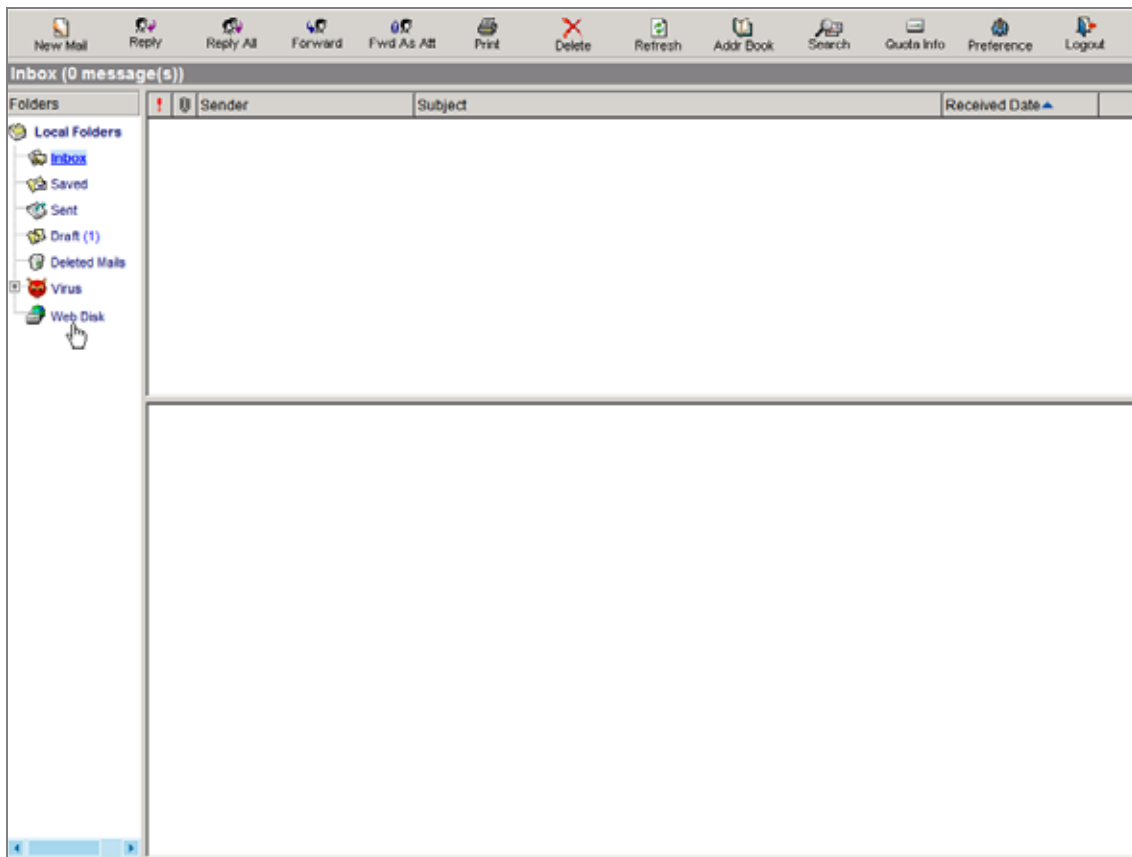 New Mail Reply Reply All Forward Fwd As Att Print Delete Refresh Addr Book Search Quota Info Preference Logout
Inbox (0 message(s))
Folders ! Sender Subject Received Date
Local Folders
Inbox
Saved
Sent
Draft (1)
Deleted Mails
Virus
Web Disk